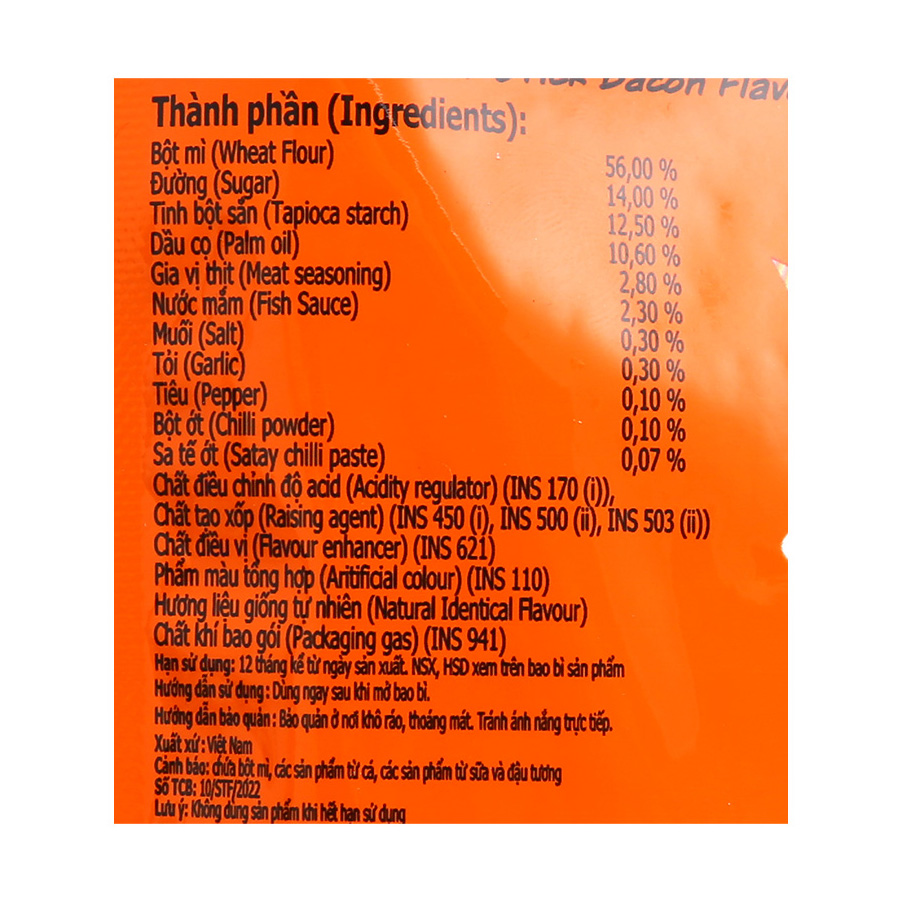 Stick Bacon Flav
Thành phần (Ingredients):
Bột mì (Wheat Flour) 56,00 %
Đường (Sugar) 14,00 %
Tinh bột sắn (Tapioca starch) 12,50 %
Dầu cọ (Palm oil) 10,60 %
Gia vị thịt (Meat seasoning) 2,80 %
Nước mắm (Fish Sauce) 2,30 %
Muối (Salt) 0,30 %
Tỏi (Garlic) 0,30 %
Tiêu (Pepper) 0,10 %
Bột ớt (Chilli powder) 0,10 %
Sa tế ớt (Satay chilli paste) 0,07 %
Chất điều chỉnh độ acid (Acidity regulator) (INS 170 (i)),
Chất tạo xốp (Raising agent) (INS 450 (i), INS 500 (ii), INS 503 (ii))
Chất điều vị (Flavour enhancer) (INS 621)
Phẩm màu tổng hợp (Aritificial colour) (INS 110)
Hương liệu giống tự nhiên (Natural Identical Flavour)
Chất khí bao gói (Packaging gas) (INS 941)
Hạn sử dụng: 12 tháng kể từ ngày sản xuất. NSX, HSD xem trên bao bì sản phẩm
Hướng dẫn sử dụng : Dùng ngay sau khi mở bao bì.
Hướng dẫn bảo quản : Bảo quản ở nơi khô ráo, thoáng mát. Tránh ánh nắng trực tiếp.
Xuất xứ : Việt Nam
Cảnh báo: chứa bột mì, các sản phẩm từ cá, các sản phẩm từ sữa và đậu tương
Số TCB: 10/STF/2022
Lưu ý: Không dùng sản phẩm khi hết hạn sử dụng